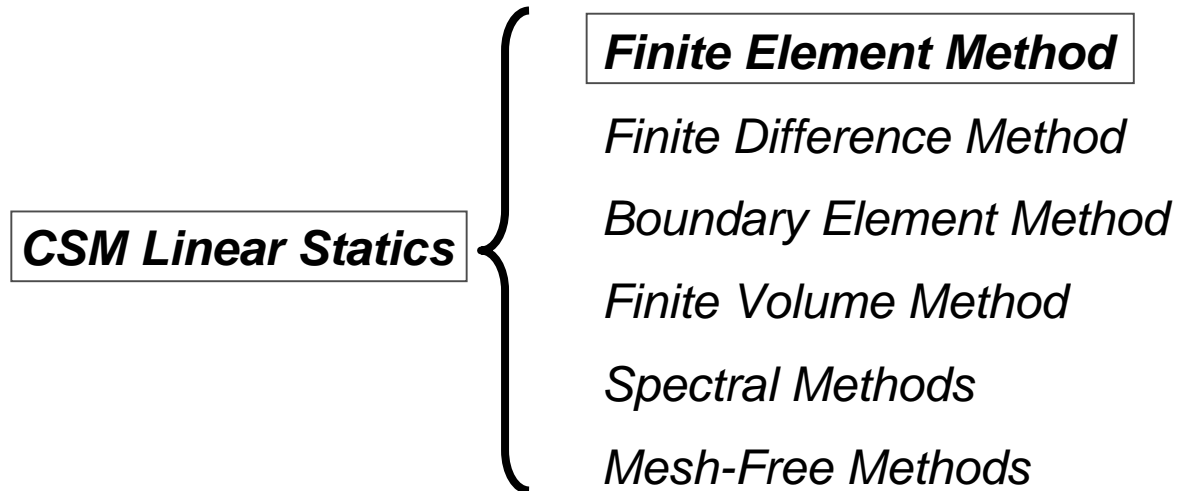 Finite Element Method
Finite Difference Method
Boundary Element Method
CSM Linear Statics
Finite Volume Method
Spectral Methods
Mesh-Free Methods